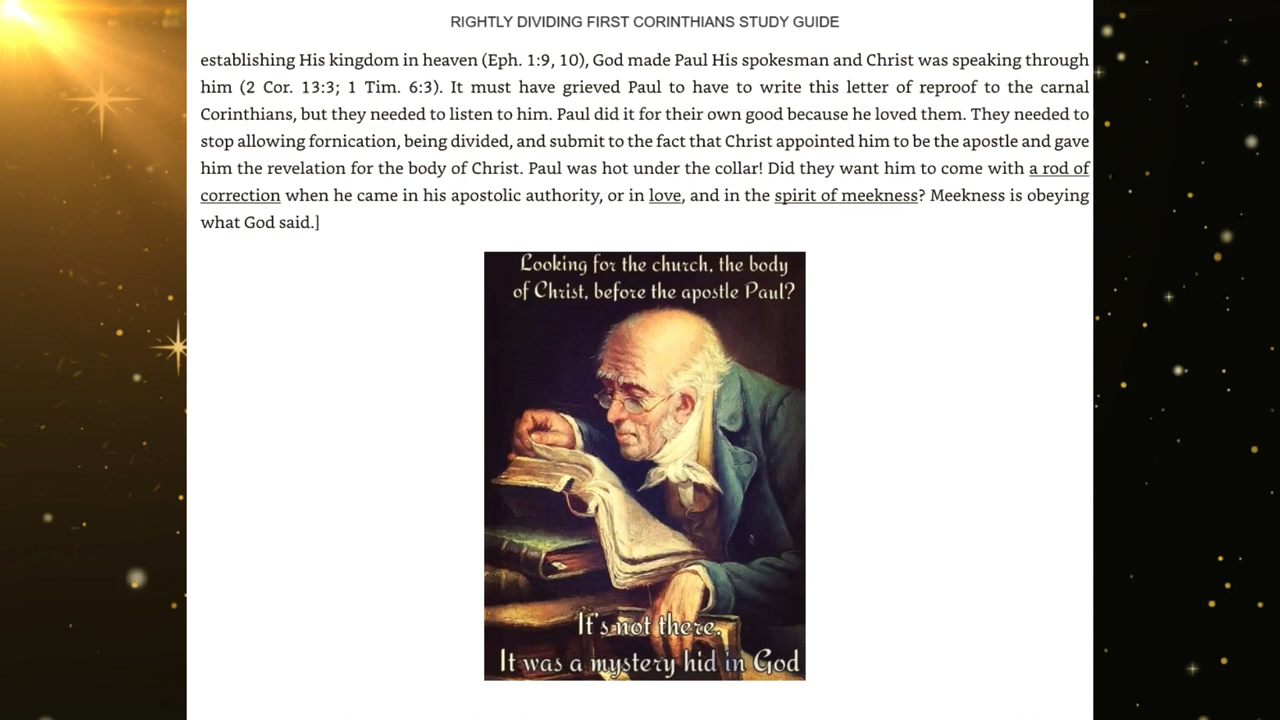 RIGHTLY DIVIDING FIRST CORINTHIANS STUDY GUIDE
establishing His kingdom in heaven (Eph. 1:9, 10), God made Paul His spokesman and Christ was speaking through
him (2 Cor. 13:3; 1 Tim. 6:3). It must have grieved Paul to have to write this letter of reproof to the carnal
Corinthians, but they needed to listen to him. Paul did it for their own good because he loved them. They needed to
stop allowing fornication, being divided, and submit to the fact that Christ appointed him to be the apostle and gave
him the revelation for the body of Christ. Paul was hot under the collar! Did they want him to come with a rod of
correction when he came in his apostolic authority, or in love, and in the spirit of meekness? Meekness is obeying
what God said.]
Looking for the church, the body
of Christ, before the apostle Paul?
It's not there.
It was a mystery hid in God